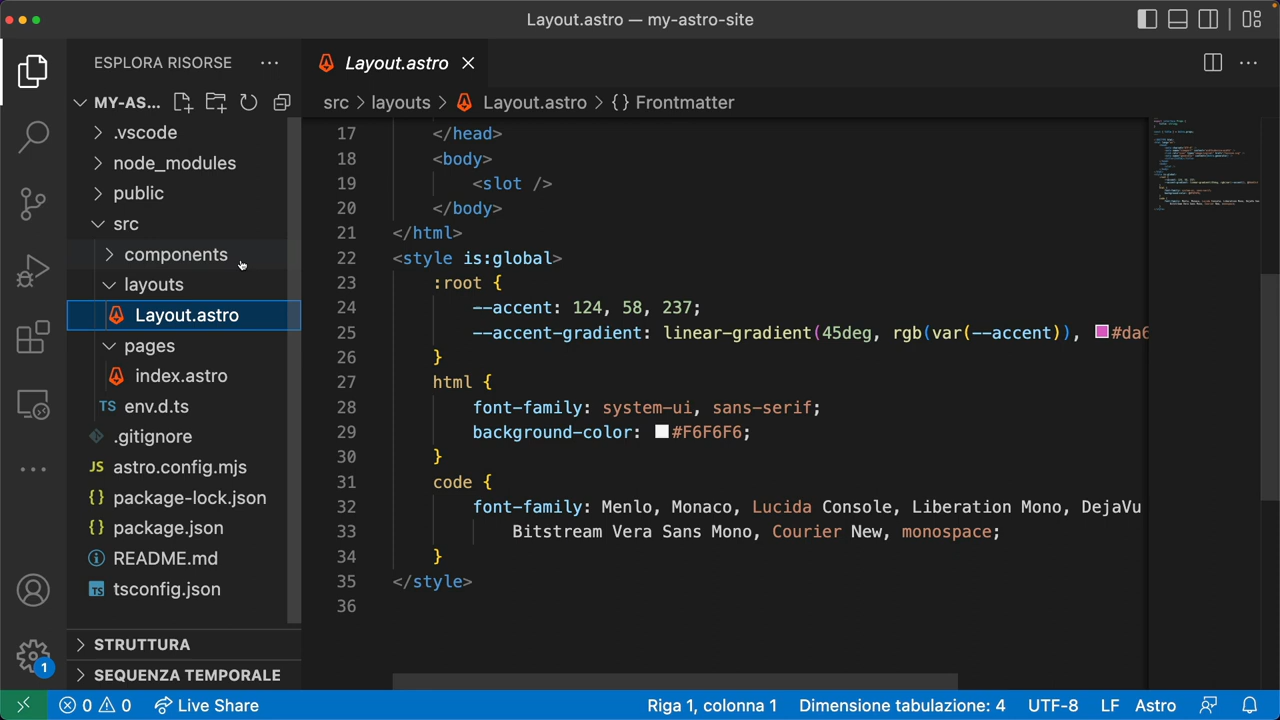 Layout.astro — my-astro-site
ESPLORA RISORSE
MY-AS...
.vscode
node_modules
public
src
components
layouts
Layout.astro
pages
index.astro
TS env.d.ts
.gitignore
JS astro.config.mjs
{} package-lock.json
{} package.json
README.md
TS tsconfig.json
STRUTTURA
SEQUENZA TEMPORALE
1
Layout.astro
src > layouts > Layout.astro > {} Frontmatter
17 </head>
18 <body>
19 <slot />
20 </body>
21 </html>
22 <style is:global>
23 :root {
24 --accent: 124, 58, 237;
25 --accent-gradient: linear-gradient(45deg, rgb(var(--accent)), #da6
26 }
27 html {
28 font-family: system-ui, sans-serif;
29 background-color: #F6F6F6;
30 }
31 code {
32 font-family: Menlo, Monaco, Lucida Console, Liberation Mono, DejaVu
33 Bitstream Vera Sans Mono, Courier New, monospace;
34 }
35 </style>
36
0 0 Live Share Riga 1, colonna 1 Dimensione tabulazione: 4 UTF-8 LF Astro